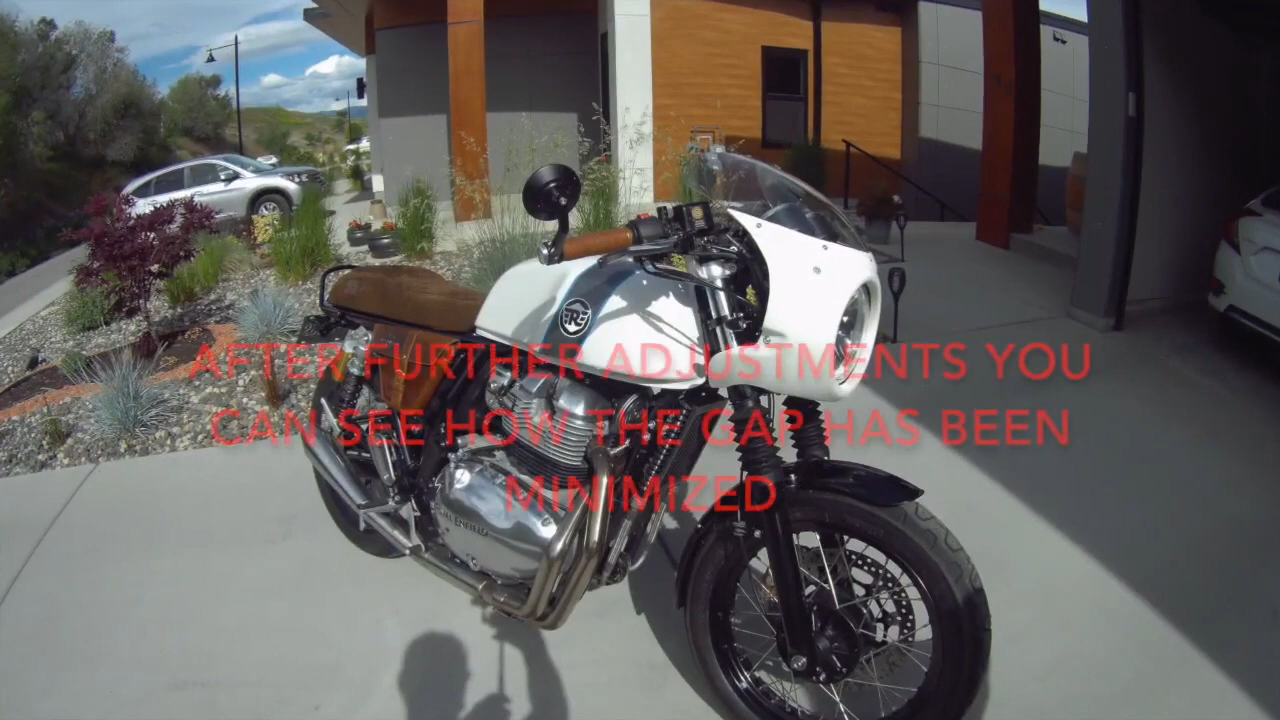 AFTER FURTHER ADJUSTMENTS YOU
CAN SEE HOW THE GAP HAS BEEN
MINIMIZED